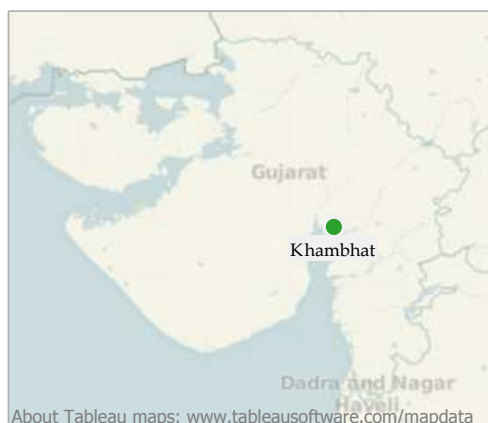 Gujarat
Khambhat
Dadra and Nagar
Haveli
About Tableau maps: www.tableausoftware.com/mapdata